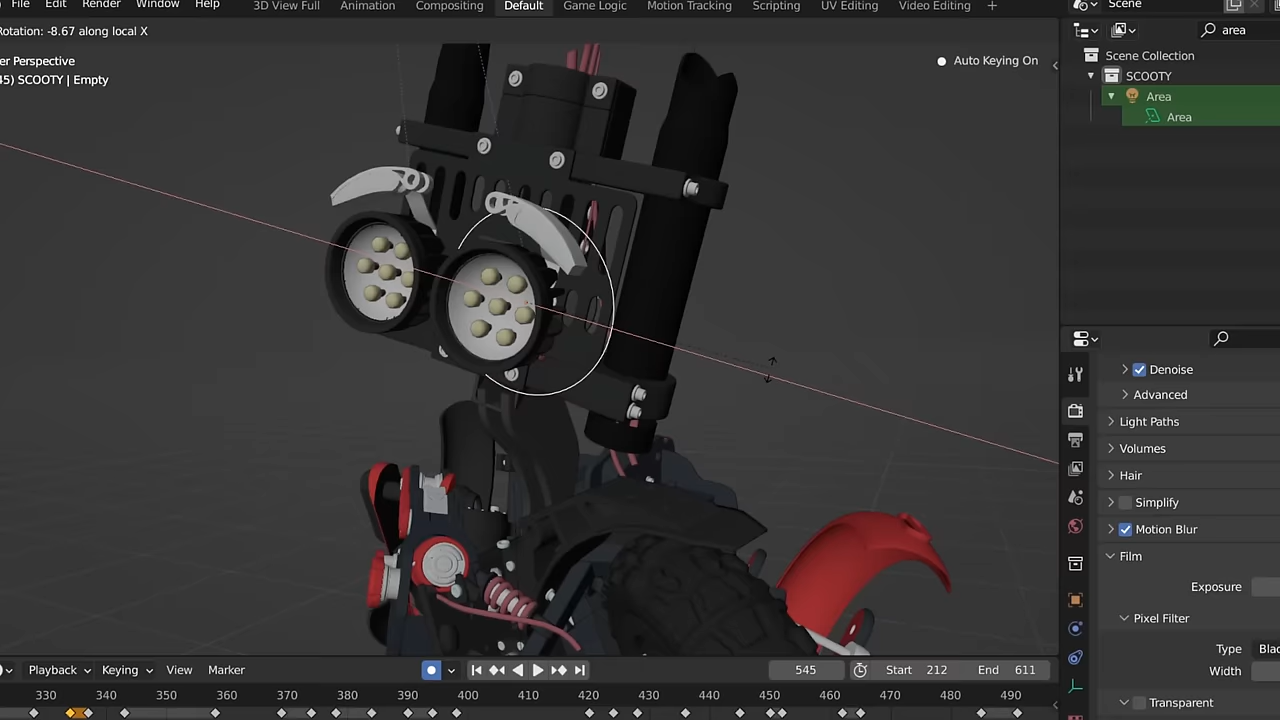 File Edit Render Window Help 3D View Full Animation Compositing Default Game Logic Motion Tracking Scripting UV Editing Video Editing + Scene
Rotation: -8.67 along local X
area
er Perspective
Auto Keying On
Scene Collection
45) SCOOTY | Empty
SCOOTY
Area
Area
Denoise
Advanced
Light Paths
Volumes
Hair
Simplify
Motion Blur
Film
Exposure
Pixel Filter
Type Blac
Width
Playback Keying View Marker 545 Start 212 End 611
330 340 350 360 370 380 390 400 410 420 430 440 450 460 470 480 490
Transparent